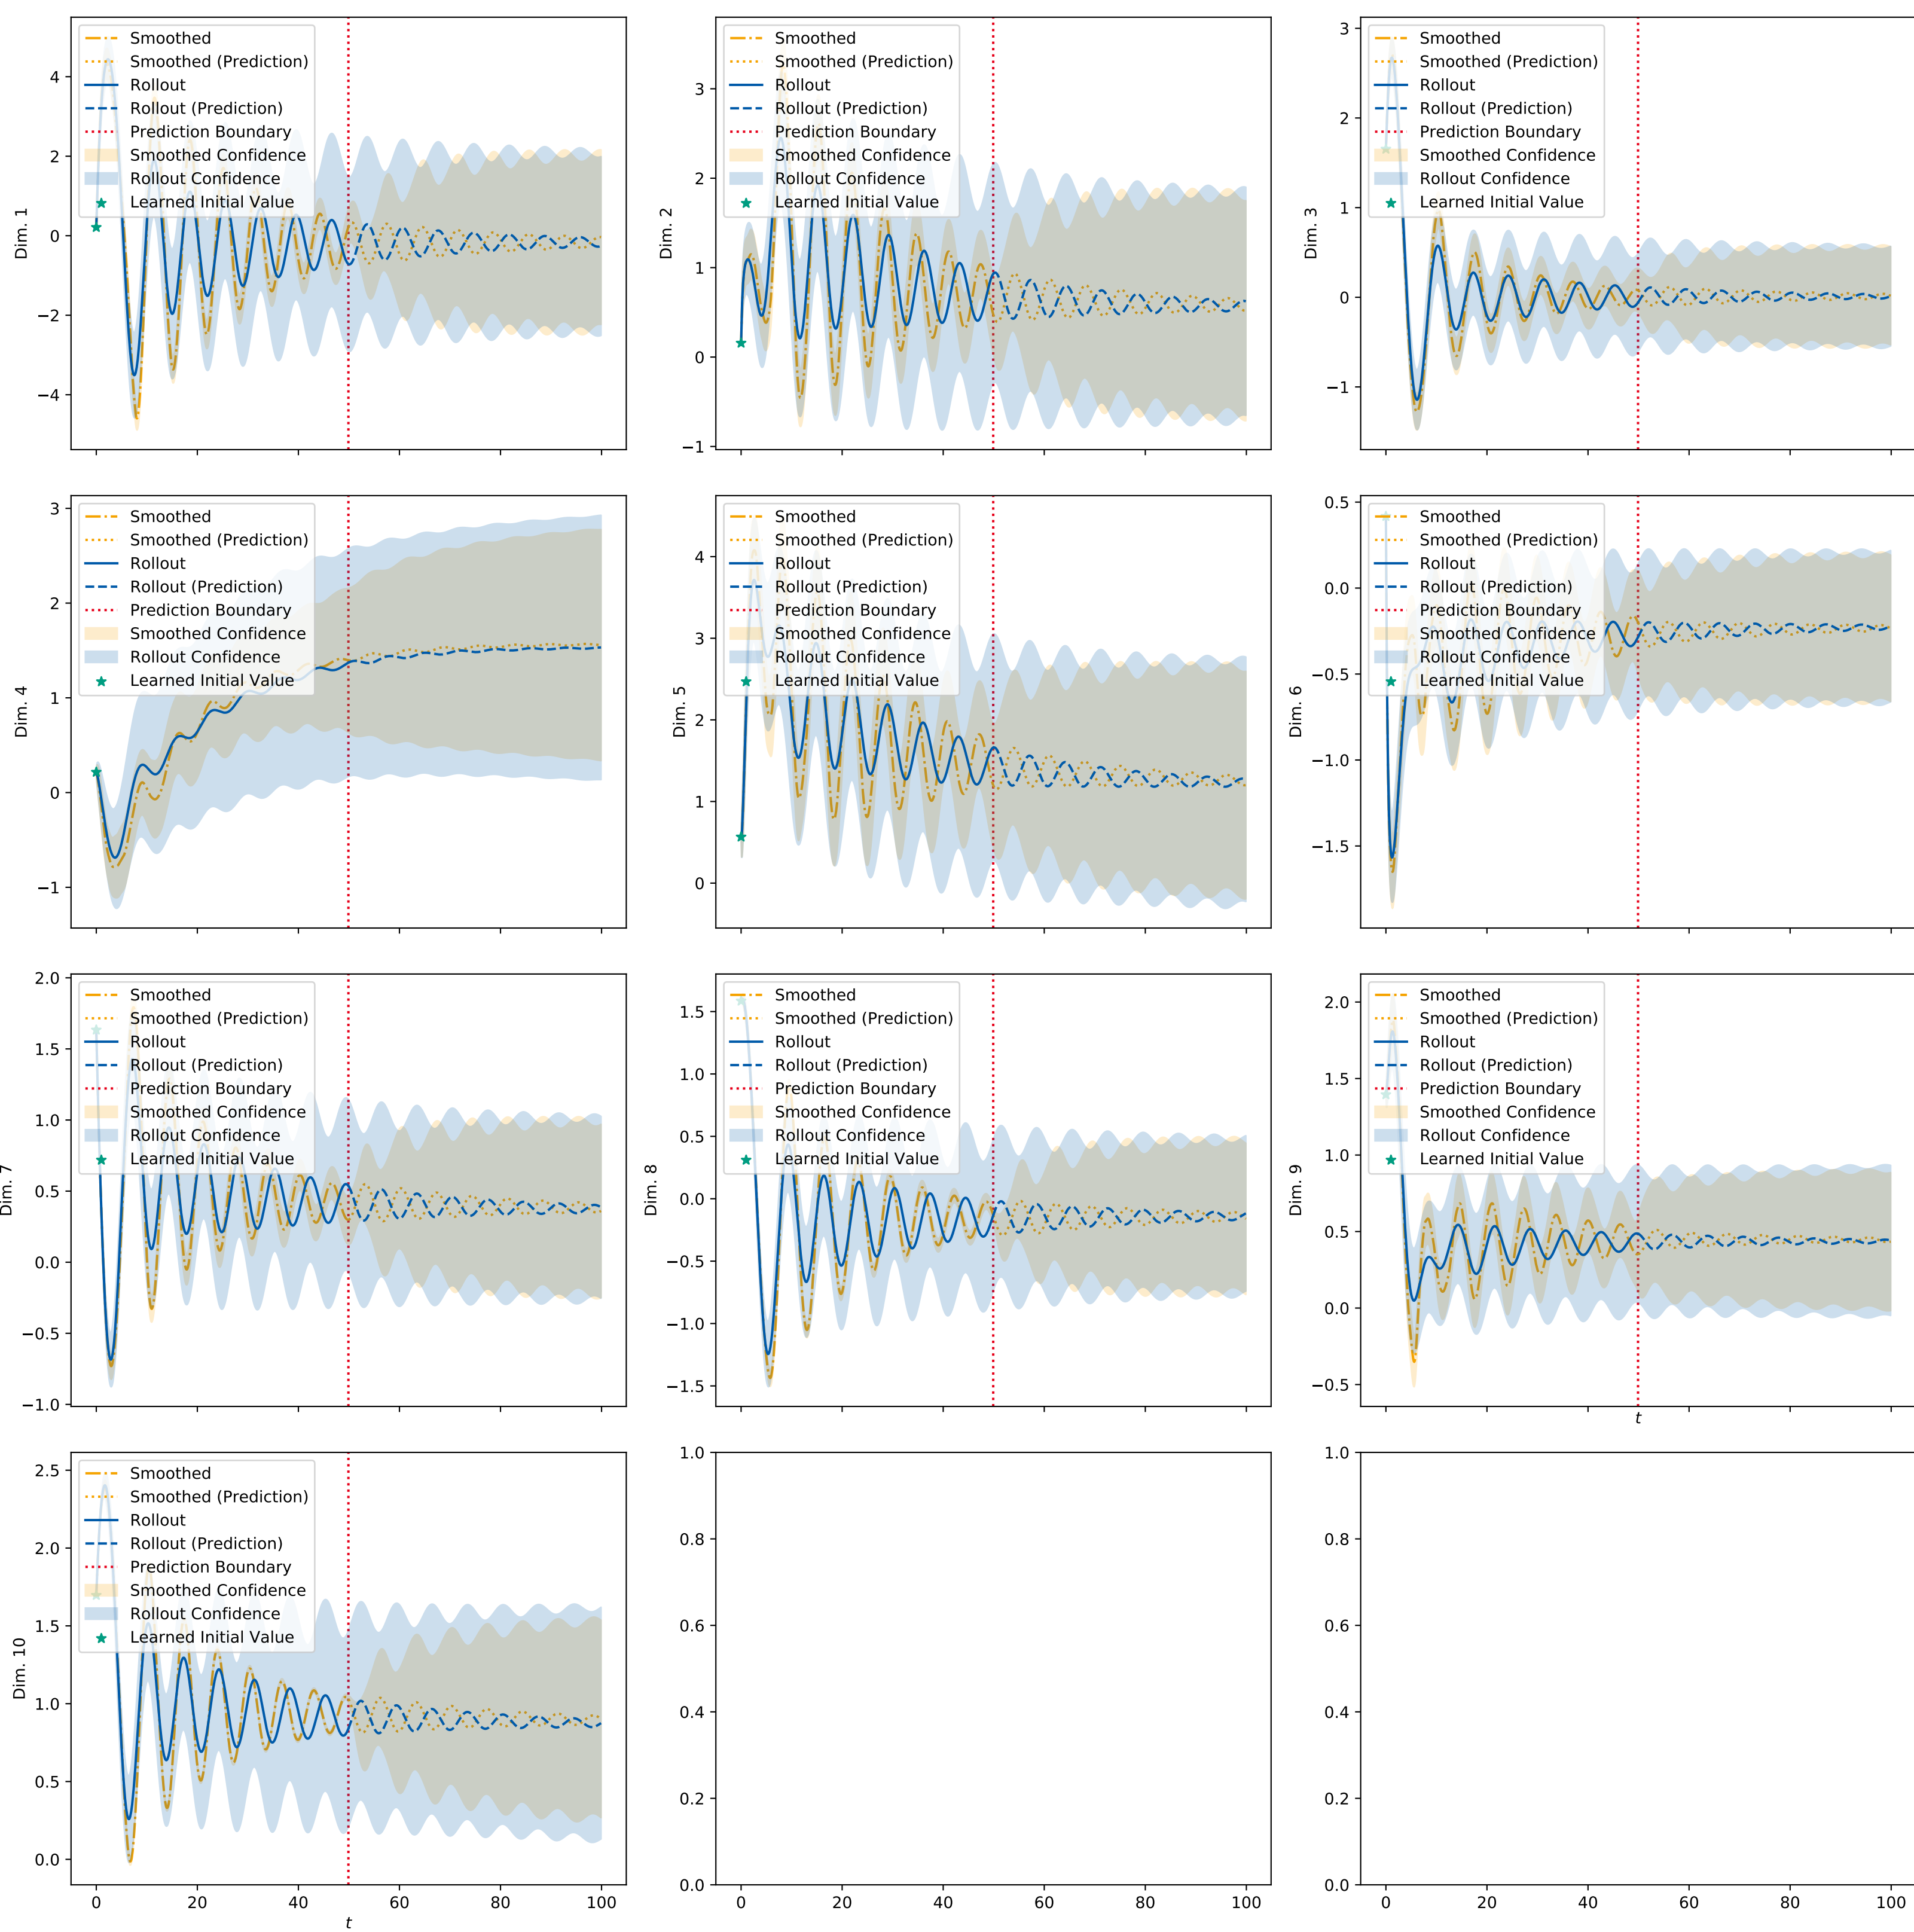 Smoothed
Smoothed (Prediction)
Rollout
Rollout (Prediction)
Prediction Boundary
Smoothed Confidence
Rollout Confidence
Learned Initial Value
4
2
0
−2
−4
Dim. 1
Smoothed
Smoothed (Prediction)
Rollout
Rollout (Prediction)
Prediction Boundary
Smoothed Confidence
Rollout Confidence
Learned Initial Value
3
2
1
0
−1
Dim. 2
Smoothed
Smoothed (Prediction)
Rollout
Rollout (Prediction)
Prediction Boundary
Smoothed Confidence
Rollout Confidence
Learned Initial Value
3
2
1
0
−1
Dim. 3
Smoothed
Smoothed (Prediction)
Rollout
Rollout (Prediction)
Prediction Boundary
Smoothed Confidence
Rollout Confidence
Learned Initial Value
3
2
1
0
−1
Dim. 4
Smoothed
Smoothed (Prediction)
Rollout
Rollout (Prediction)
Prediction Boundary
Smoothed Confidence
Rollout Confidence
Learned Initial Value
4
3
2
1
0
Dim. 5
Smoothed
Smoothed (Prediction)
Rollout
Rollout (Prediction)
Prediction Boundary
Smoothed Confidence
Rollout Confidence
Learned Initial Value
0.5
0.0
−0.5
−1.0
−1.5
Dim. 6
Smoothed
Smoothed (Prediction)
Rollout
Rollout (Prediction)
Prediction Boundary
Smoothed Confidence
Rollout Confidence
Learned Initial Value
2.0
1.5
1.0
0.5
0.0
−0.5
−1.0
Dim. 7
Smoothed
Smoothed (Prediction)
Rollout
Rollout (Prediction)
Prediction Boundary
Smoothed Confidence
Rollout Confidence
Learned Initial Value
1.5
1.0
0.5
0.0
−0.5
−1.0
−1.5
Dim. 8
Smoothed
Smoothed (Prediction)
Rollout
Rollout (Prediction)
Prediction Boundary
Smoothed Confidence
Rollout Confidence
Learned Initial Value
2.0
1.5
1.0
0.5
0.0
−0.5
Dim. 9
t
Smoothed
Smoothed (Prediction)
Rollout
Rollout (Prediction)
Prediction Boundary
Smoothed Confidence
Rollout Confidence
Learned Initial Value
2.5
2.0
1.5
1.0
0.5
0.0
Dim. 10
0 20 40 60 80 100
t
1.0
0.8
0.6
0.4
0.2
0.0
0 20 40 60 80 100
1.0
0.8
0.6
0.4
0.2
0.0
0 20 40 60 80 100